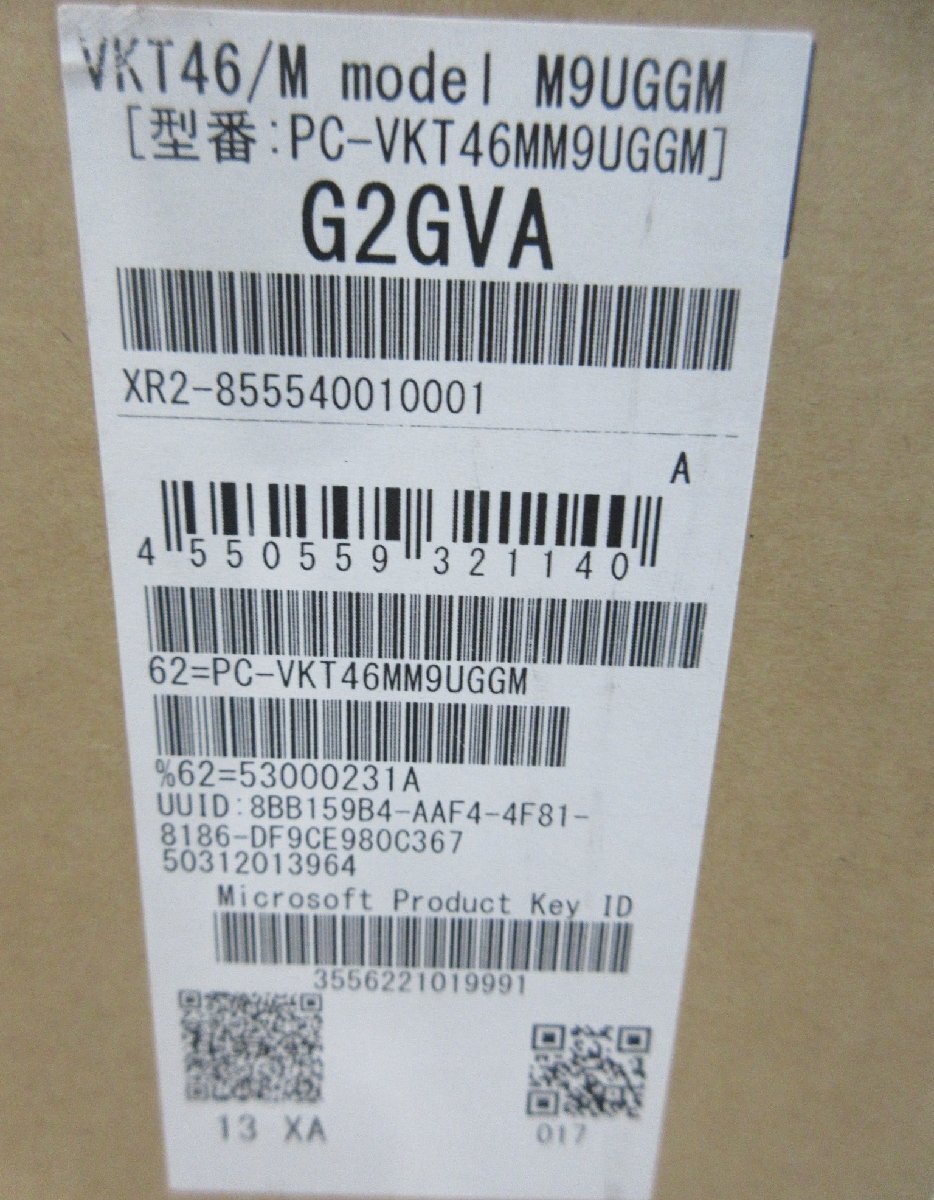 VKT46/M model M9UGGM
[型番:PC-VKT46MM9UGGM]
G2GVA
XR2-855540010001
A
4 550559 321140
62=PC-VKT46MM9UGGM
%62=53000231A
UUID:8BB159B4-AAF4-4F81-
8186-DF9CE980C367
50312013964
Microsoft Product Key ID
3556221019991
13 XA
017